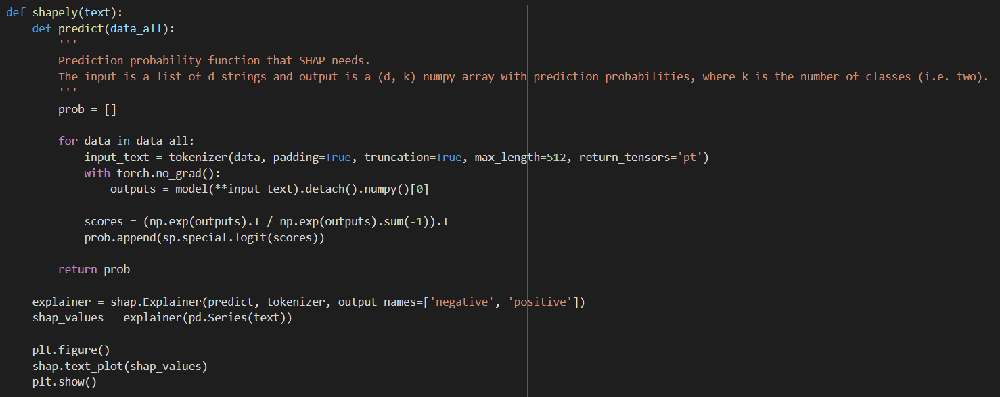 def shapely(text):
    def predict(data_all):
        '''
        Prediction probability function that SHAP needs.
        The input is a list of d strings and output is a (d, k) numpy array with prediction probabilities, where k is the number of classes (i.e. two).
        '''
        prob = []

        for data in data_all:
            input_text = tokenizer(data, padding=True, truncation=True, max_length=512, return_tensors='pt')
            with torch.no_grad():
                outputs = model(**input_text).detach().numpy()[0]

            scores = (np.exp(outputs).T / np.exp(outputs).sum(-1)).T
            prob.append(sp.special.logit(scores))

        return prob

    explainer = shap.Explainer(predict, tokenizer, output_names=['negative', 'positive'])
    shap_values = explainer(pd.Series(text))

    plt.figure()
    shap.text_plot(shap_values)
    plt.show()